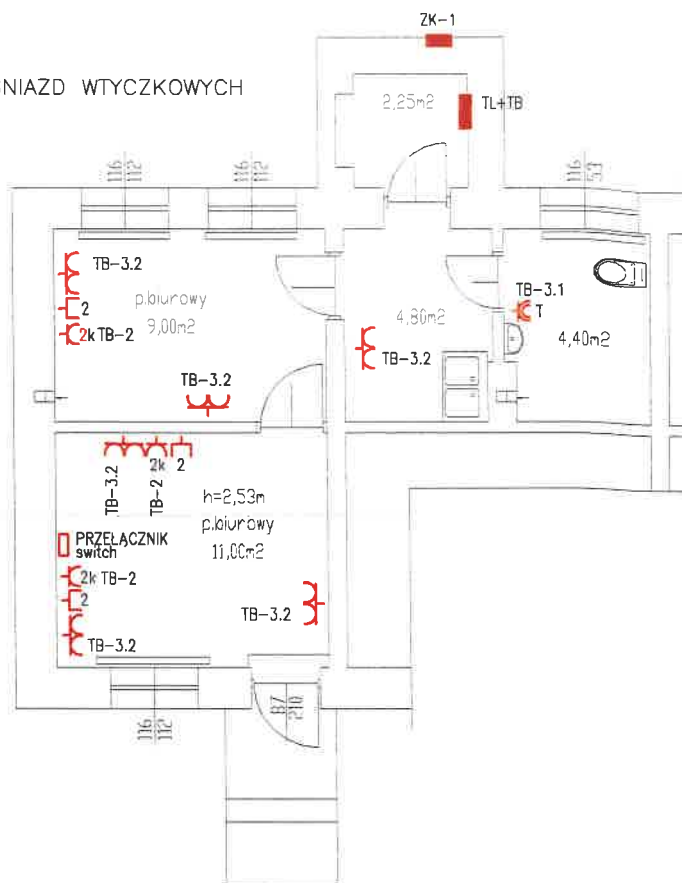 ZK-1
GNIAZD WTYCZKOWYCH
2,25m2
TL+TB
116
112
116
112
116
53
TB-3.2
2
2k TB-2
p.biurowy
9,00m2
TB-3.2
4,80m2
TB-3.2
TB-3.1
T
4,40m2
TB-3.2
2k
TB-2
2
h=2,53m
p.biurowy
11,00m2
PRZEŁĄCZNIK
switch
2k TB-2
2
TB-3.2
TB-3.2
116
112
87
210